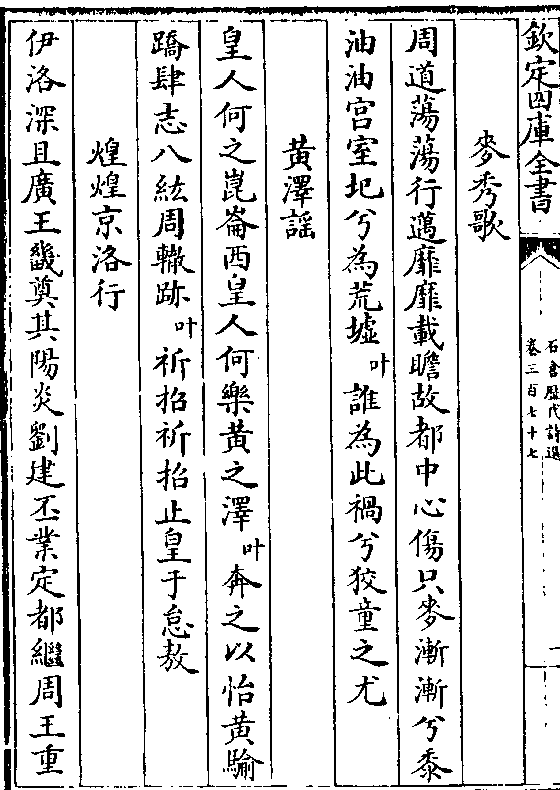 欽定四庫全書
石倉歴代詩選
卷三百七十七
麥秀歌
周道蕩蕩行邁靡靡載瞻故都中心傷只麥漸漸兮黍
油油宫室圮兮為荒墟叶誰為此禍兮狡童之尤
黄澤謡
皇人何之崑崙西皇人何樂黄之澤叶奔之以怡黄騟
蹻肆志八紘周轍跡叶祈招祈招止皇于怠敖
煌煌京洛行
伊洛深且廣王畿奠其陽炎劉建丕業定都繼周王重